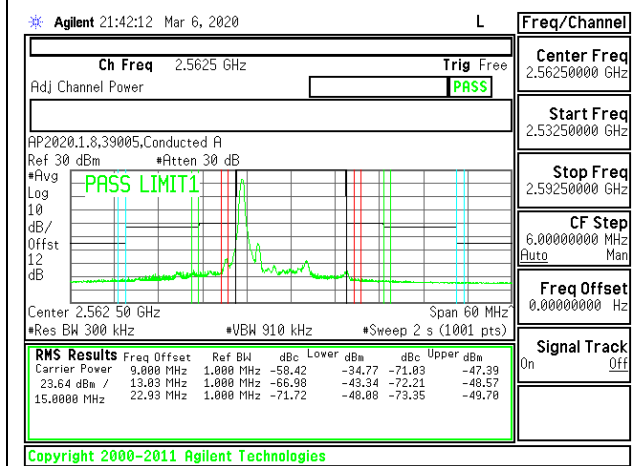 Agilent 21:42:12 Mar 6, 2020 L
Freq/Channel
Ch Freq 2.5625 GHz Trig Free
Adj Channel Power PASS
AP2020.1.8,39005,Conducted A
Ref 30 dBm #Atten 30 dB
#Avg
Log
10
dB/
Offst
12
dB
PASS LIMIT1
Center 2.562 50 GHz Span 60 MHz^
#Res BW 300 kHz #VBW 910 kHz #Sweep 2 s (1001 pts)
RMS Results Freq Offset Ref BW dBc Lower dBm dBc Upper dBm
Carrier Power 9.000 MHz 1.000 MHz -58.42 -34.77 -71.03 -47.39
23.64 dBm / 13.03 MHz 1.000 MHz -66.98 -43.34 -72.21 -48.57
15.0000 MHz 22.93 MHz 1.000 MHz -71.72 -48.08 -73.35 -49.70
Copyright 2000-2011 Agilent Technologies
Center Freq
2.56250000 GHz
Start Freq
2.53250000 GHz
Stop Freq
2.59250000 GHz
CF Step
6.00000000 MHz
Auto Man
Freq Offset
0.00000000 Hz
Signal Track
On Off